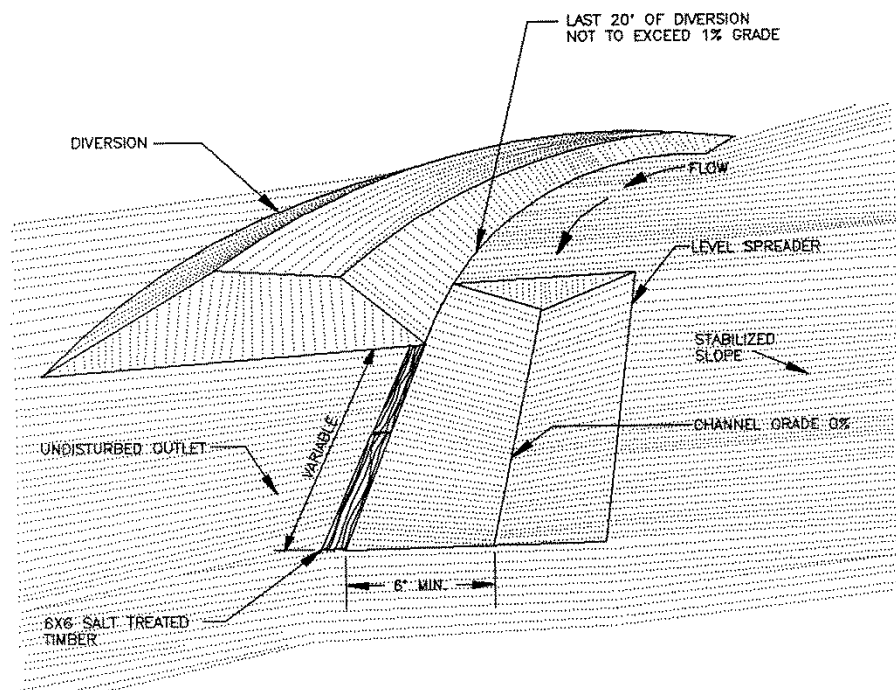 LAST 20' OF DIVERSION
NOT TO EXCEED 1% GRADE
DIVERSION
FLOW
LEVEL SPREADER
STABILIZED
SLOPE
VARIABLE
UNDISTURBED OUTLET
CHANNEL GRADE 0%
6' MIN.
6X6 SALT TREATED
TIMBER